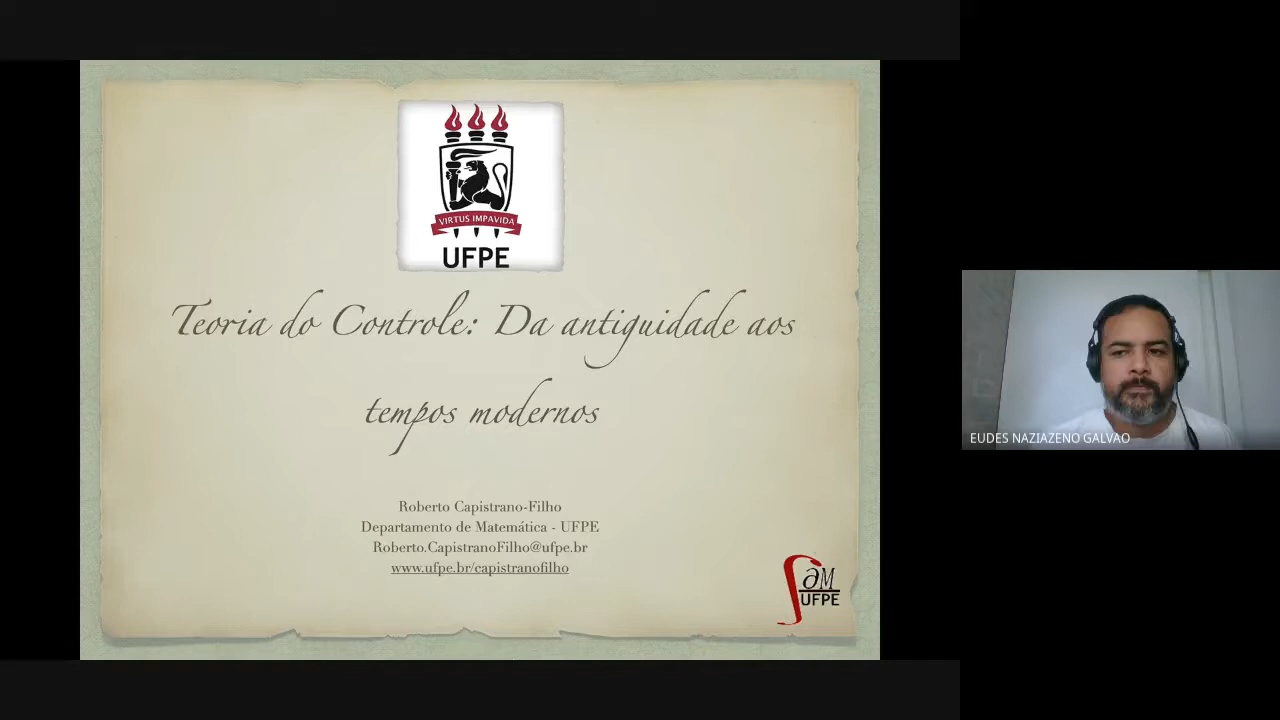 VIRTUS IMPAVIDA
UFPE
Teoria do Controle: Da antiguidade aos
tempos modernos
Roberto Capistrano-Filho
Departamento de Matemática - UFPE
Roberto.CapistranoFilho@ufpe.br
www.ufpe.br/capistranofilho
∂M
UFPE
EUDES NAZIAZENO GALVAO